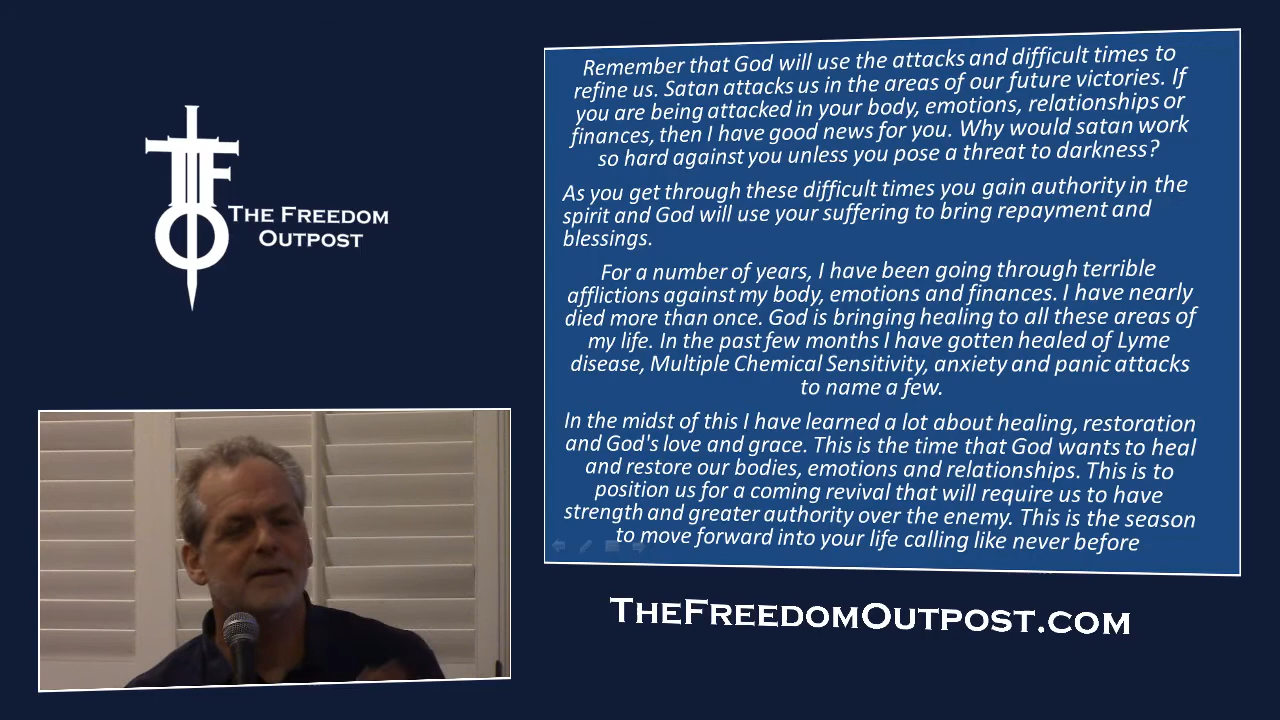 THE FREEDOM
OUTPOST
Remember that God will use the attacks and difficult times to
refine us. Satan attacks us in the areas of our future victories. If
you are being attacked in your body, emotions, relationships or
finances, then I have good news for you. Why would satan work
so hard against you unless you pose a threat to darkness?
As you get through these difficult times you gain authority in the
spirit and God will use your suffering to bring repayment and
blessings.
For a number of years, I have been going through terrible
afflictions against my body, emotions and finances. I have nearly
died more than once. God is bringing healing to all these areas of
my life. In the past few months I have gotten healed of Lyme
disease, Multiple Chemical Sensitivity, anxiety and panic attacks
to name a few.
In the midst of this I have learned a lot about healing, restoration
and God's love and grace. This is the time that God wants to heal
and restore our bodies, emotions and relationships. This is to
position us for a coming revival that will require us to have
strength and greater authority over the enemy. This is the season
to move forward into your life calling like never before
THEFREEDOMOUTPOST.COM